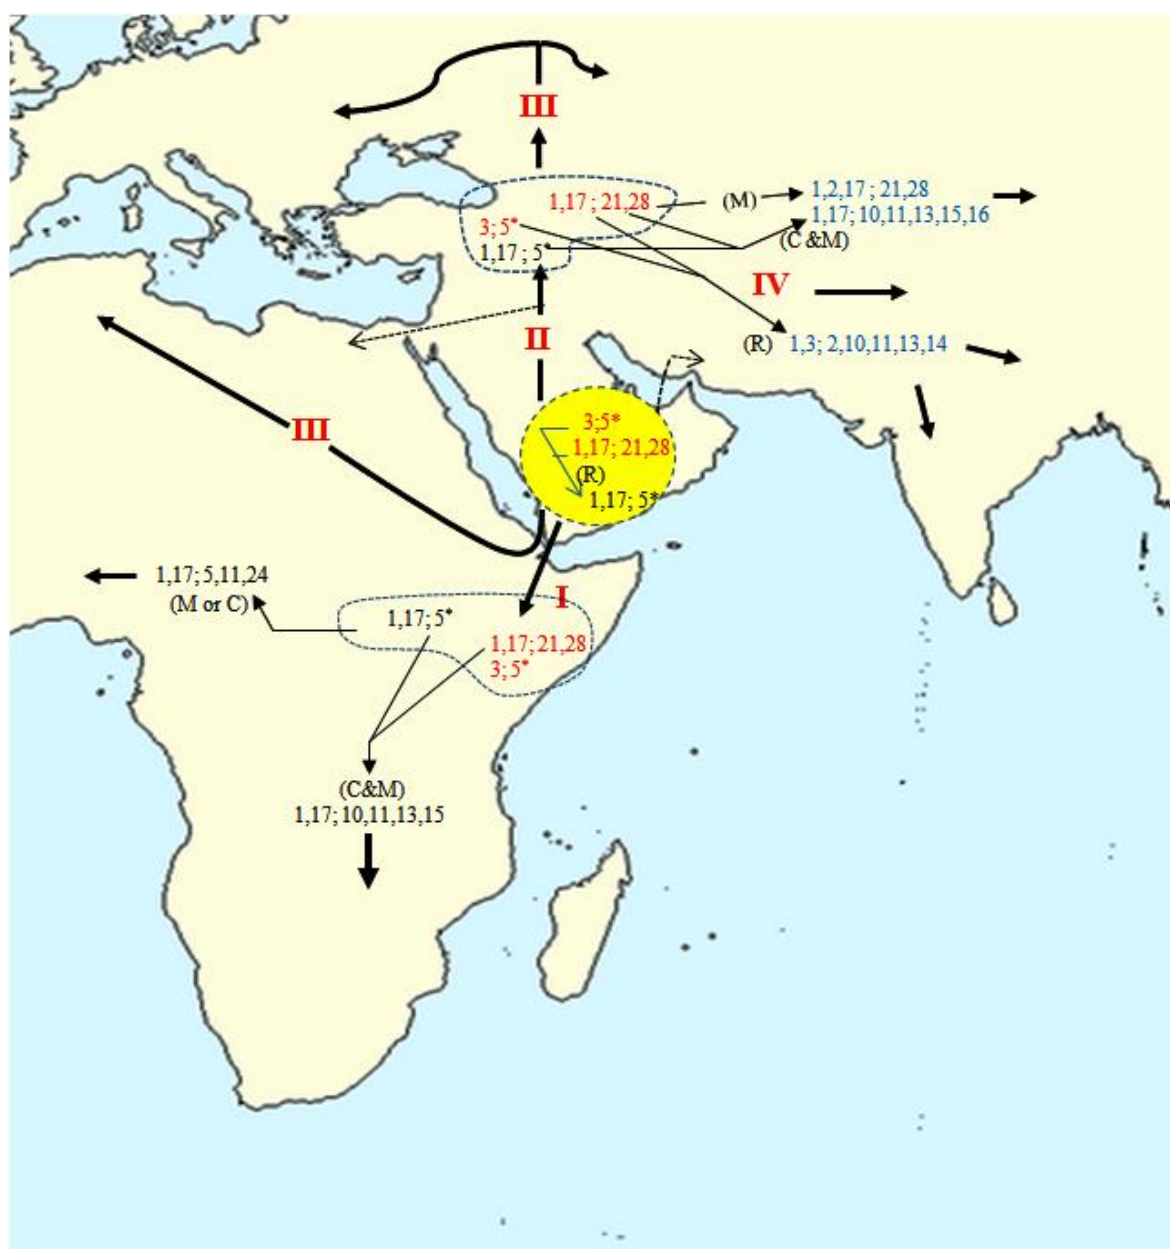 III
1,17 ; 21,28
3; 5*
1,17 ; 5*
(M)
1,2,17 ; 21,28
1,17; 10,11,13,15,16
(C &M)
IV
II
(R) 1,3; 2,10,11,13,14
III
3;5*
1,17; 21,28
(R)
1,17; 5*
I
1,17; 5,11,24
(M or C)
1,17; 5*
1,17; 21,28
3; 5*
(C&M)
1,17; 10,11,13,15